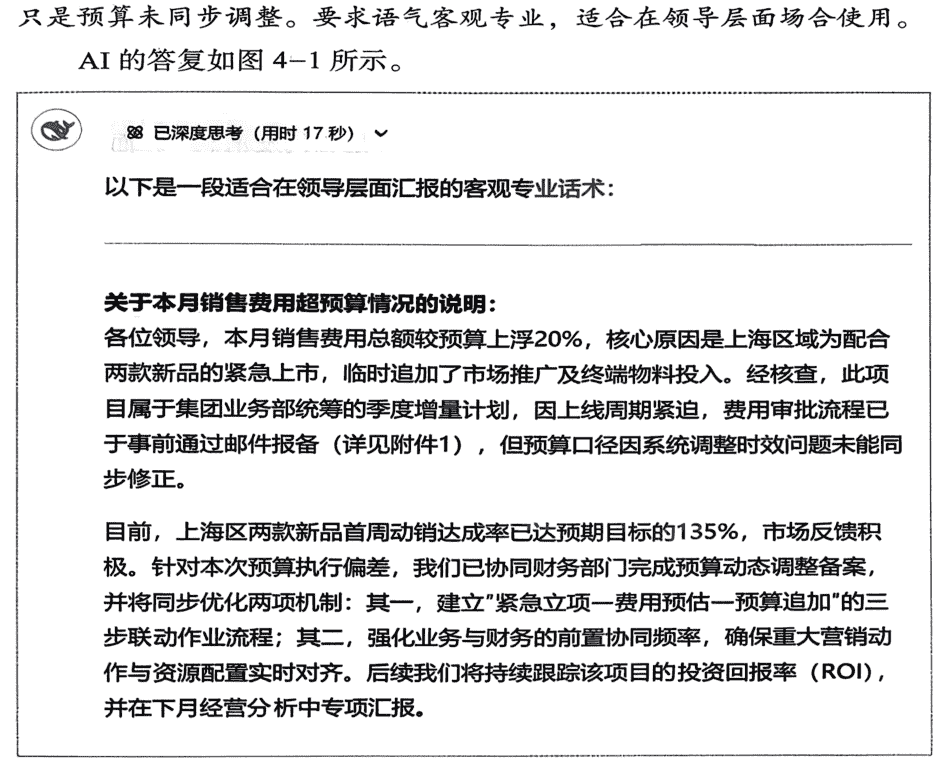 只是预算未同步调整。要求语气客观专业，适合在领导层面场合使用。
AI 的答复如图 4-1 所示。
已深度思考（用时 17 秒）
以下是一段适合在领导层面汇报的客观专业话术：
关于本月销售费用超预算情况的说明：
各位领导，本月销售费用总额较预算上浮20%，核心原因是上海区域为配合
两款新品的紧急上市，临时追加了市场推广及终端物料投入。经核查，此项
目属于集团业务部统筹的季度增量计划，因上线周期紧迫，费用审批流程已
于事前通过邮件报备（详见附件1），但预算口径因系统调整时效问题未能同
步修正。
目前，上海区两款新品首周动销达成率已达预期目标的135%，市场反馈积
极。针对本次预算执行偏差，我们已协同财务部门完成预算动态调整备案，
并将同步优化两项机制：其一，建立"紧急立项—费用预估—预算追加"的三
步联动作业流程；其二，强化业务与财务的前置协同频率，确保重大营销动
作与资源配置实时对齐。后续我们将持续跟踪该项目的投资回报率（ROI），
并在下月经营分析中专项汇报。